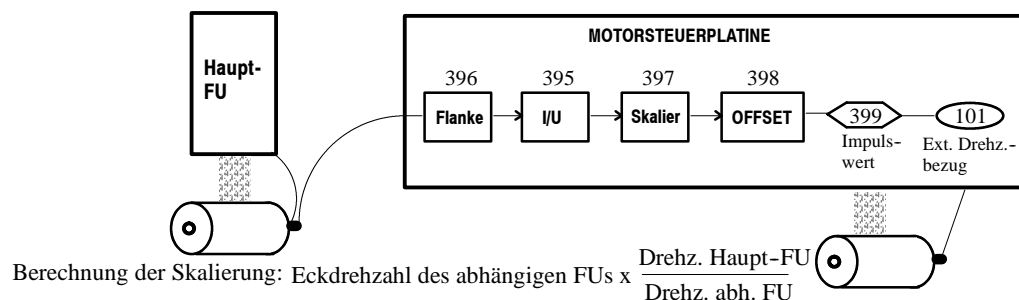 MOTORSTEUERPLATINE
Haupt-
FU
396 395 397 398
Flanke I/U Skalier OFFSET 399 101
Impuls-
wert
Ext. Drehz.-
bezug
Berechnung der Skalierung: Eckdrehzahl des abhängigen FUs x Drehz. Haupt-FU
Drehz. abh. FU